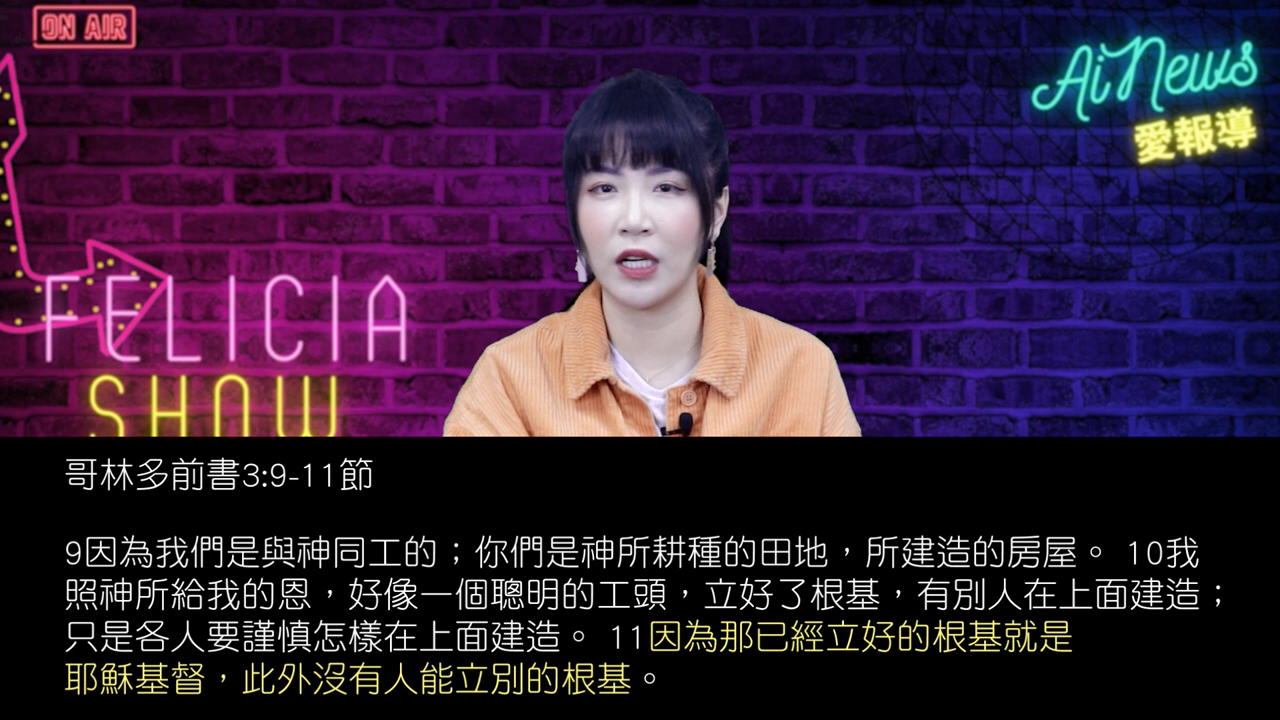 ON AIR
Ai News
愛報導
FELICIA
SHOW
哥林多前書3:9-11節
9因為我們是與神同工的；你們是神所耕種的田地，所建造的房屋。 10我
照神所給我的恩，好像一個聰明的工頭，立好了根基，有別人在上面建造；
只是各人要謹慎怎樣在上面建造。 11因為那已經立好的根基就是
耶穌基督，此外沒有人能立別的根基。